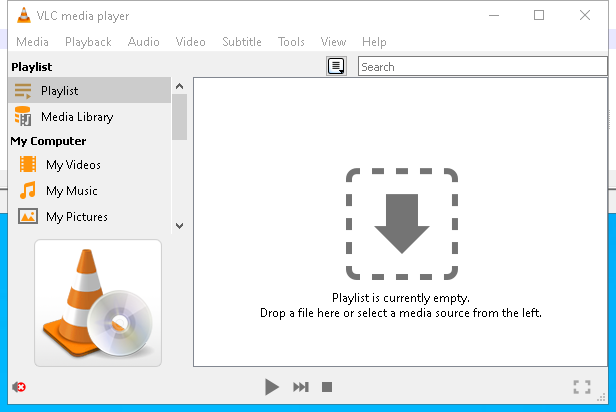 VLC media player
Media Playback Audio Video Subtitle Tools View Help
Playlist
Search
Playlist
Media Library
My Computer
My Videos
My Music
My Pictures
Playlist is currently empty.
Drop a file here or select a media source from the left.